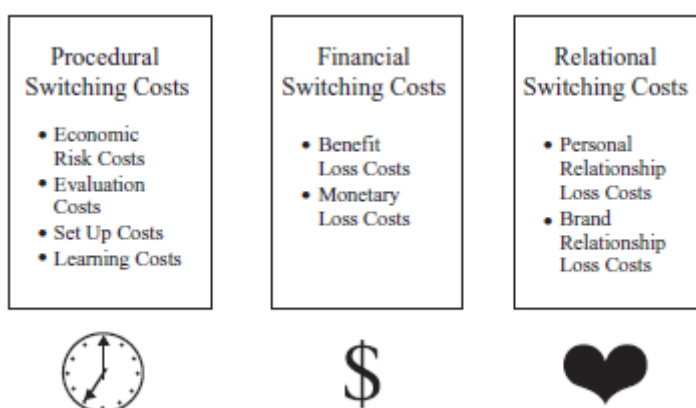 Procedural
Switching Costs
• Economic
Risk Costs
• Evaluation
Costs
• Set Up Costs
• Learning Costs
Financial
Switching Costs
• Benefit
Loss Costs
• Monetary
Loss Costs
Relational
Switching Costs
• Personal
Relationship
Loss Costs
• Brand
Relationship
Loss Costs
$